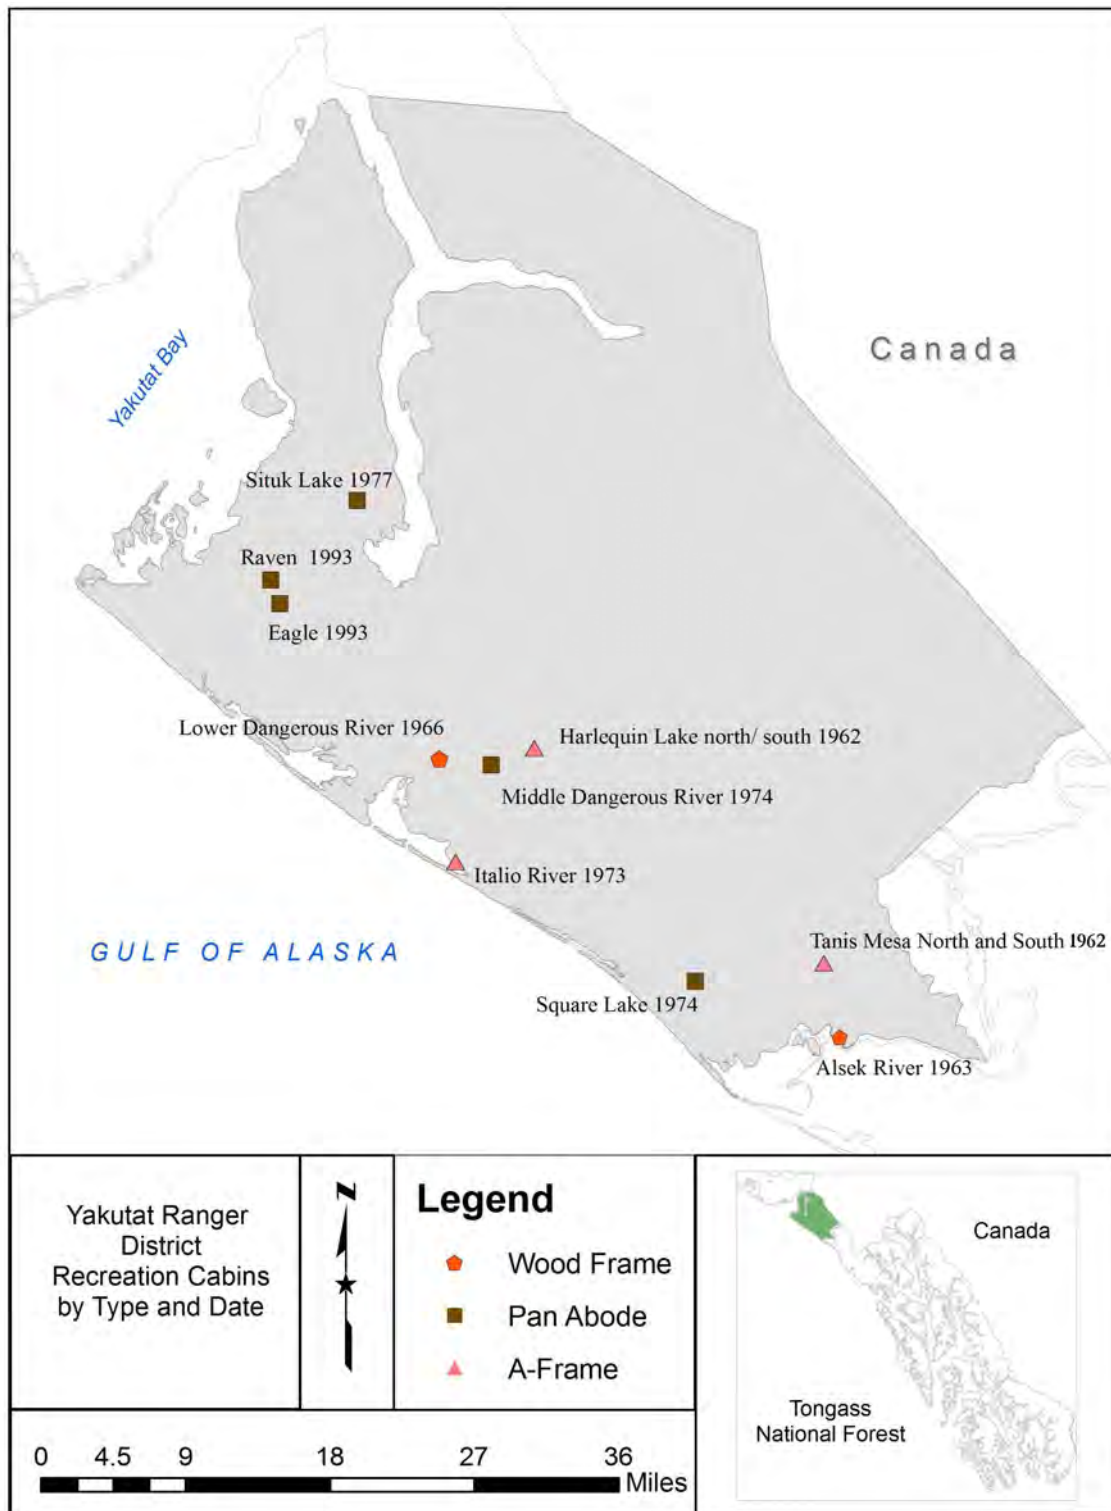 Canada
Yakutat Bay
Situk Lake 1977
Raven 1993
Eagle 1993
Lower Dangerous River 1966
Harlequin Lake north/ south 1962
Middle Dangerous River 1974
Italio River 1973
GULF OF ALASKA
Tanis Mesa North and South 1962
Square Lake 1974
Alsek River 1963
Yakutat Ranger
District
Recreation Cabins
by Type and Date
N
Legend
Wood Frame
Pan Abode
A-Frame
Canada
Tongass
National Forest
0 4.5 9 18 27 36
Miles